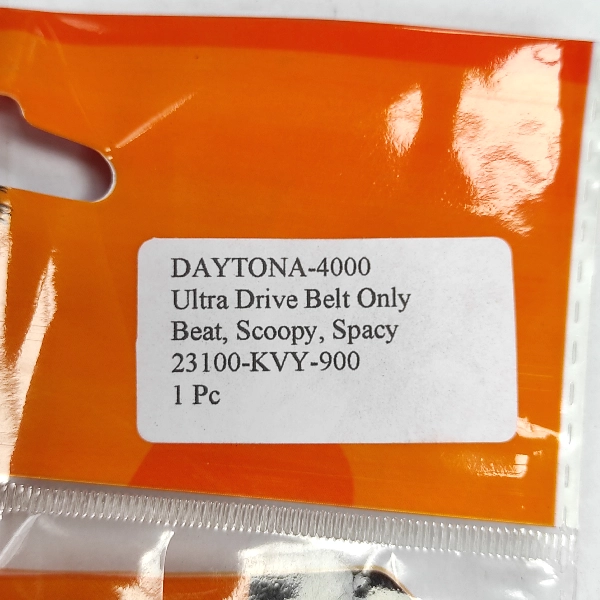 DAYTONA-4000
Ultra Drive Belt Only
Beat, Scoopy, Spacy
23100-KVY-900
1 Pc